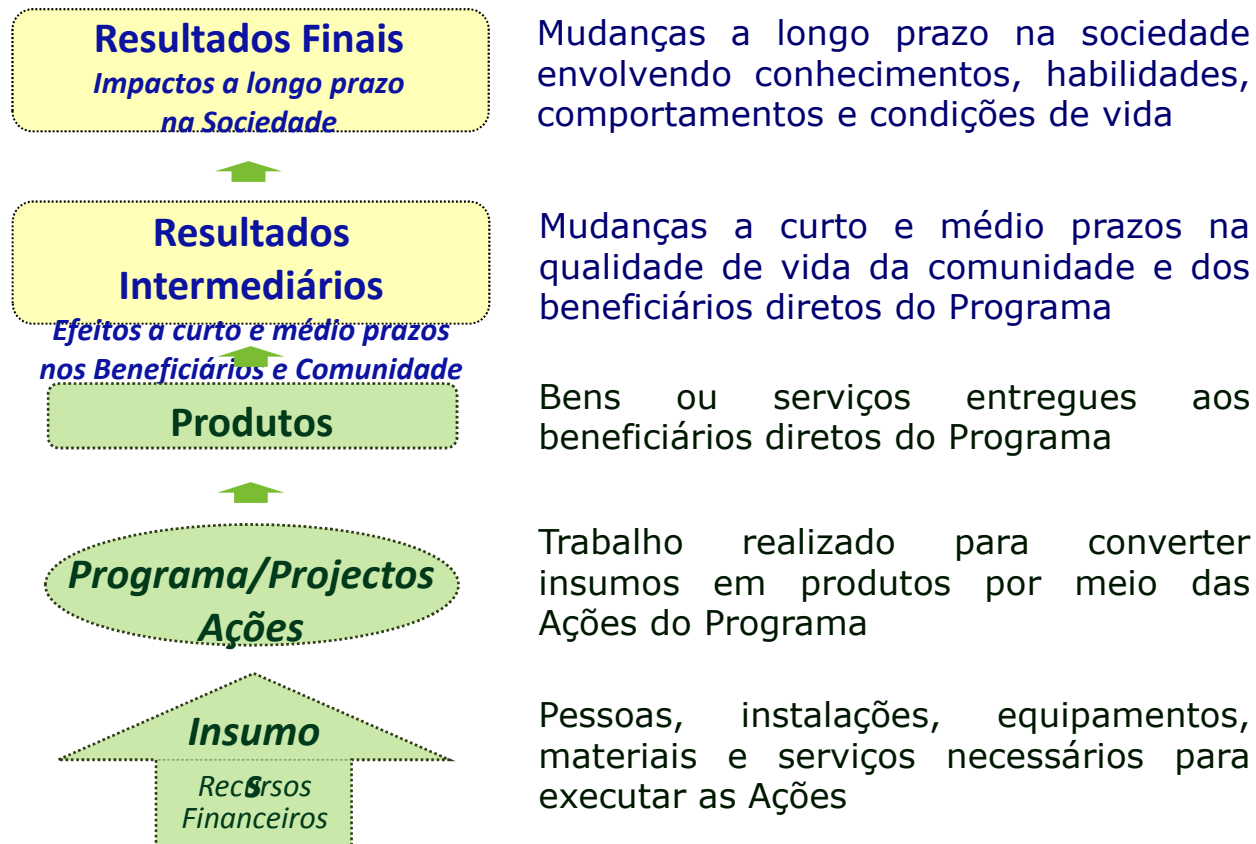 Resultados Finais
Impactos a longo prazo
na Sociedade
Mudanças a longo prazo na sociedade
envolvendo conhecimentos, habilidades,
comportamentos e condições de vida
Resultados
Intermediários
Efeitos a curto e médio prazos
nos Beneficiários e Comunidade
Mudanças a curto e médio prazos na
qualidade de vida da comunidade e dos
beneficiários diretos do Programa
Produtos
Bens ou serviços entregues aos
beneficiários diretos do Programa
Programa/Projectos
Ações
Trabalho realizado para converter
insumos em produtos por meio das
Ações do Programa
Insumo
s
Recursos
Financeiros
Pessoas, instalações, equipamentos,
materiais e serviços necessários para
executar as Ações